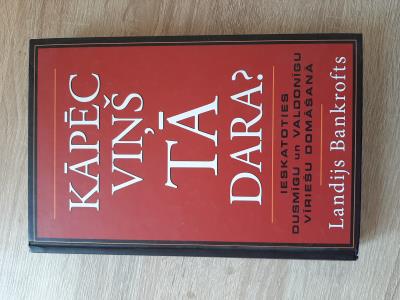 KĀPĒC
VIŅŠ
TĀ
DARA?
IESKATOTIES
DUSMĪGU un VALDONĪGU
VĪRIEŠU DOMĀŠANĀ
Landijs Bankrofts